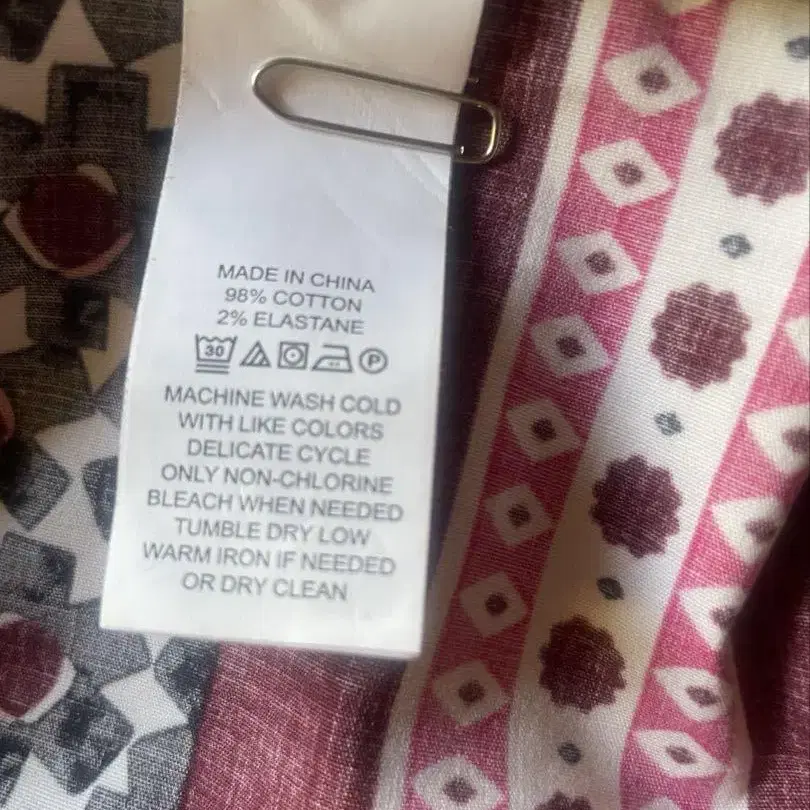 MADE IN CHINA
98% COTTON
2% ELASTANE
30 P
MACHINE WASH COLD
WITH LIKE COLORS
DELICATE CYCLE
ONLY NON-CHLORINE
BLEACH WHEN NEEDED
TUMBLE DRY LOW
WARM IRON IF NEEDED
OR DRY CLEAN